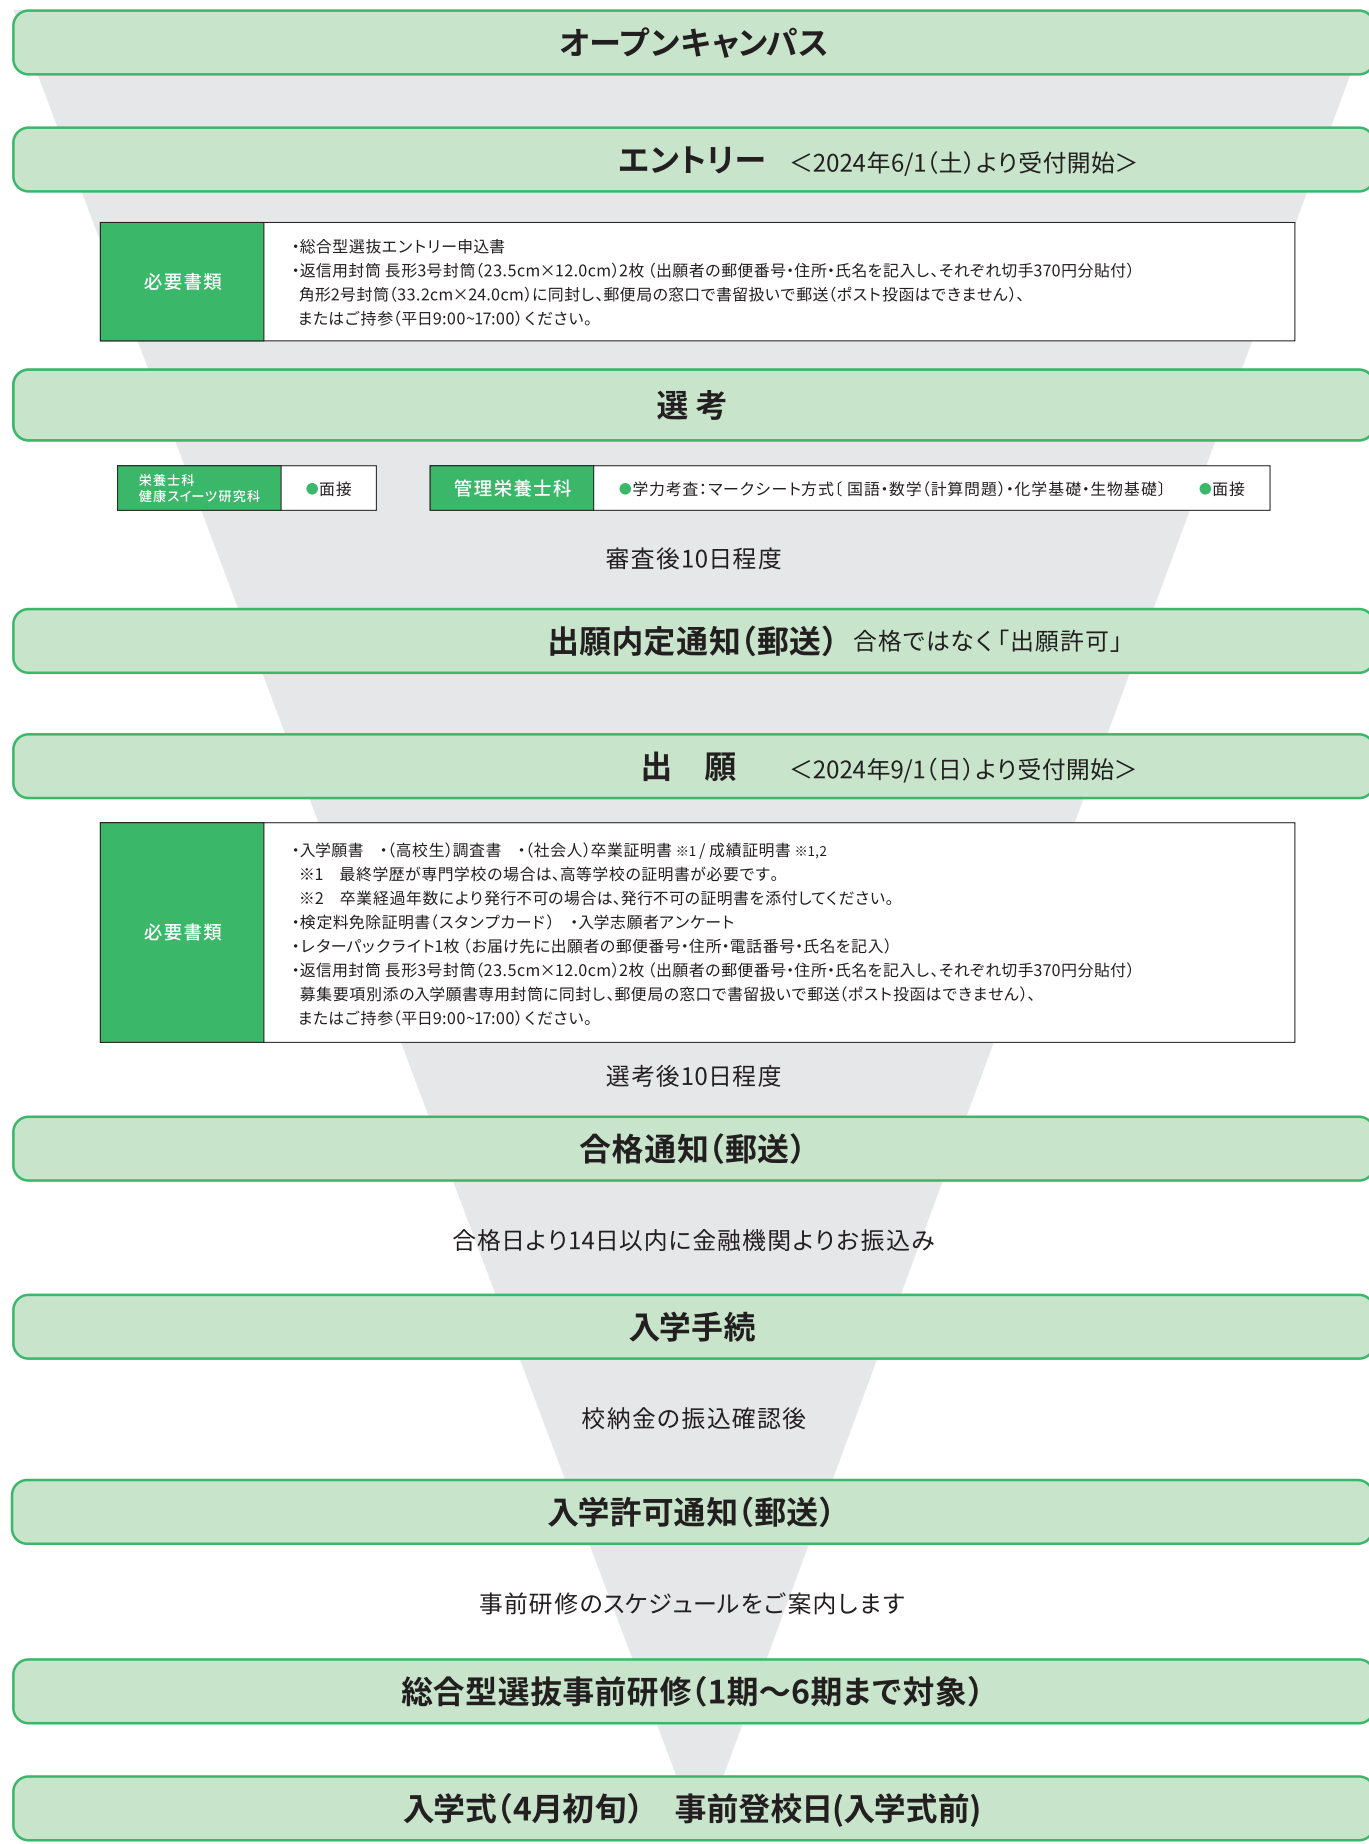 オープンキャンパス
エントリー ＜2024年6/1(土)より受付開始＞
必要書類
・総合型選抜エントリー申込書
・返信用封筒 長形3号封筒(23.5cm×12.0cm)2枚 (出願者の郵便番号・住所・氏名を記入し、それぞれ切手370円分貼付)
角形2号封筒(33.2cm×24.0cm)に同封し、郵便局の窓口で書留扱いで郵送(ポスト投函はできません)、
またはご持参(平日9:00~17:00)ください。
選 考
栄養士科
健康スイーツ研究科
●面接
管理栄養士科
●学力考査：マークシート方式〔国語・数学(計算問題)・化学基礎・生物基礎〕 ●面接
審査後10日程度
出願内定通知(郵送) 合格ではなく「出願許可」
出　願 ＜2024年9/1(日)より受付開始＞
必要書類
・入学願書　・(高校生)調査書　・(社会人)卒業証明書 ※1 / 成績証明書 ※1,2
※1　最終学歴が専門学校の場合は、高等学校の証明書が必要です。
※2　卒業経過年数により発行不可の場合は、発行不可の証明書を添付してください。
・検定料免除証明書(スタンプカード)　・入学志願者アンケート
・レターパックライト1枚 (お届け先に出願者の郵便番号・住所・電話番号・氏名を記入)
・返信用封筒 長形3号封筒(23.5cm×12.0cm)2枚 (出願者の郵便番号・住所・氏名を記入し、それぞれ切手370円分貼付)
募集要項別添の入学願書専用封筒に同封し、郵便局の窓口で書留扱いで郵送(ポスト投函はできません)、
またはご持参(平日9:00~17:00)ください。
選考後10日程度
合格通知(郵送)
合格日より14日以内に金融機関よりお振込み
入学手続
校納金の振込確認後
入学許可通知(郵送)
事前研修のスケジュールをご案内します
総合型選抜事前研修(1期～6期まで対象)
入学式(4月初旬)　事前登校日(入学式前)